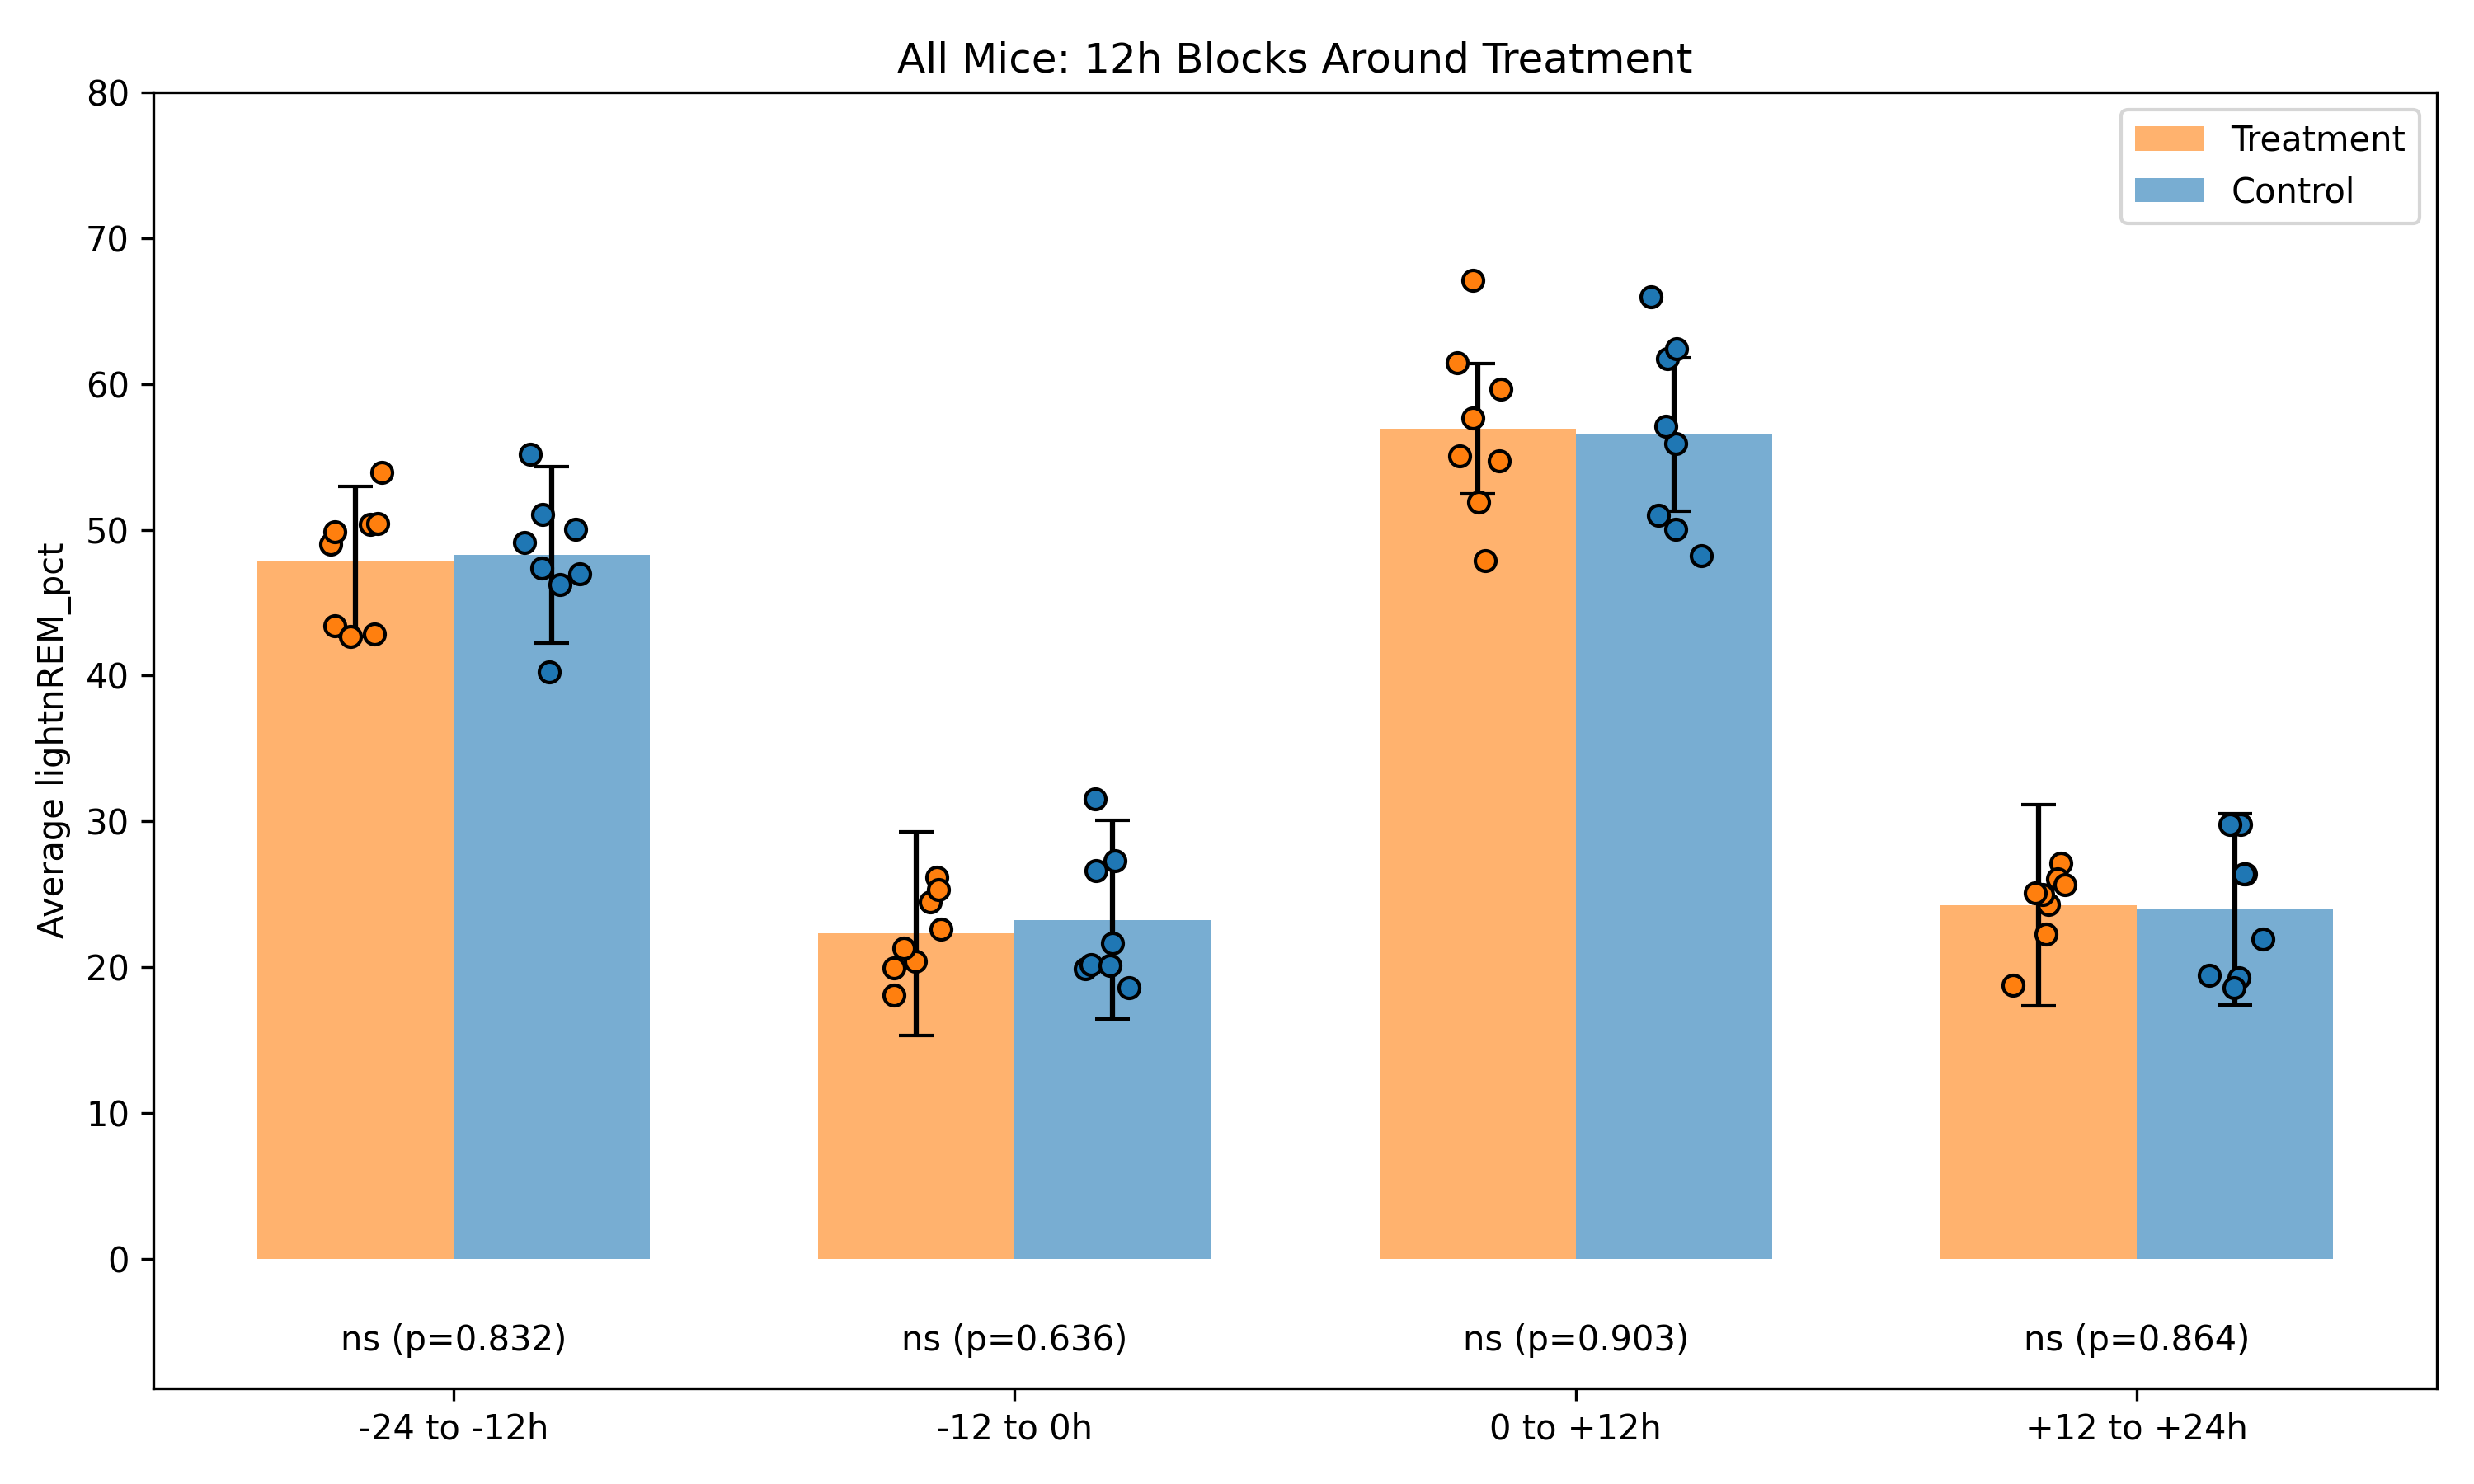 All Mice: 12h Blocks Around Treatment
Treatment
Control
Average lightnREM_pct
80
70
60
50
40
30
20
10
0
ns (p=0.832)
ns (p=0.636)
ns (p=0.903)
ns (p=0.864)
-24 to -12h
-12 to 0h
0 to +12h
+12 to +24h